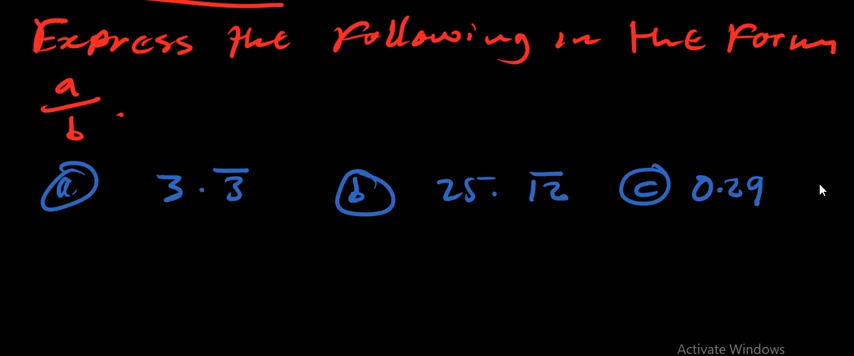 Express the following in the form
a/b .
(a) 3.3̅ (b) 25.1̅2̅ (c) 0.29
Activate Windows